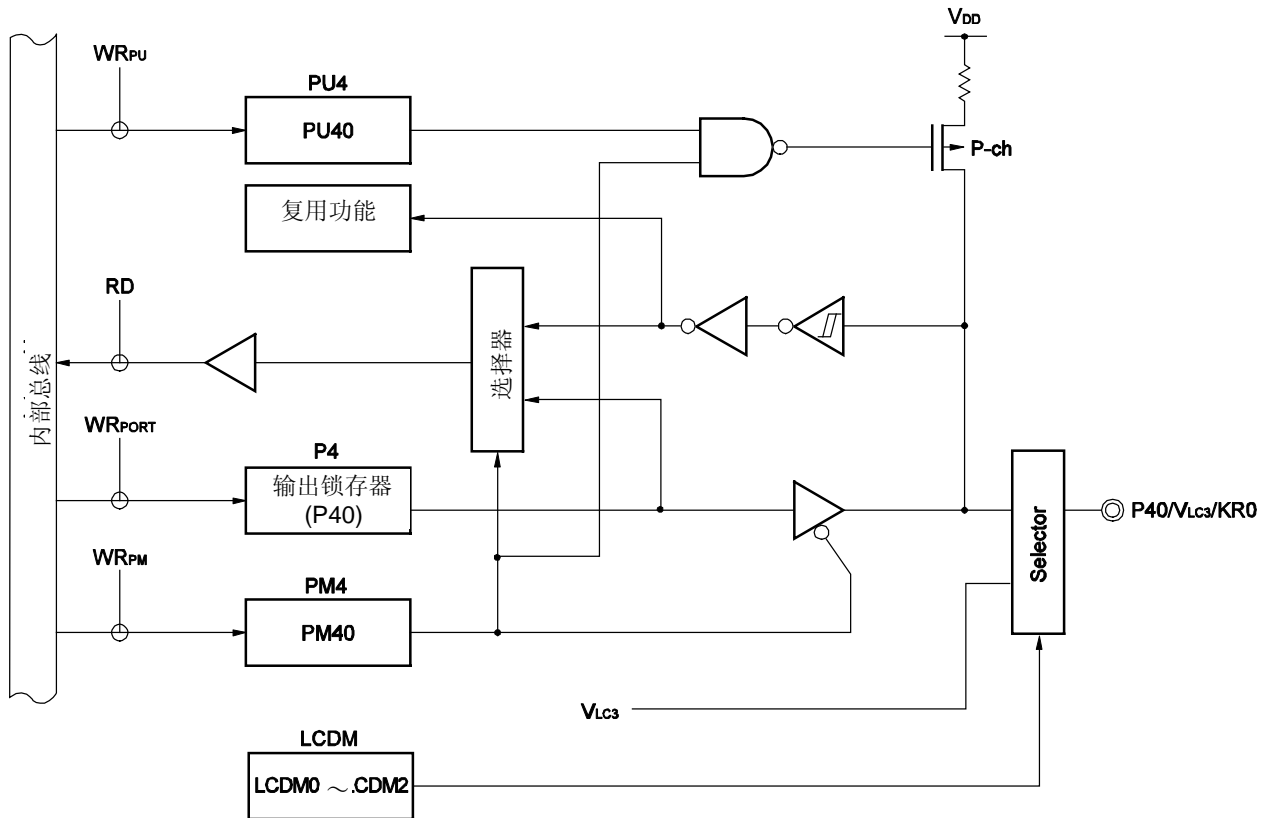 VDD
WRPU
PU4
PU40
P-ch
复用功能
RD
选择器
内部总线
WRPORT
P4
输出锁存器
(P40)
P40/VLC3/KR0
Selector
WRPM
PM4
PM40
VLC3
LCDM
LCDM0 ～.CDM2